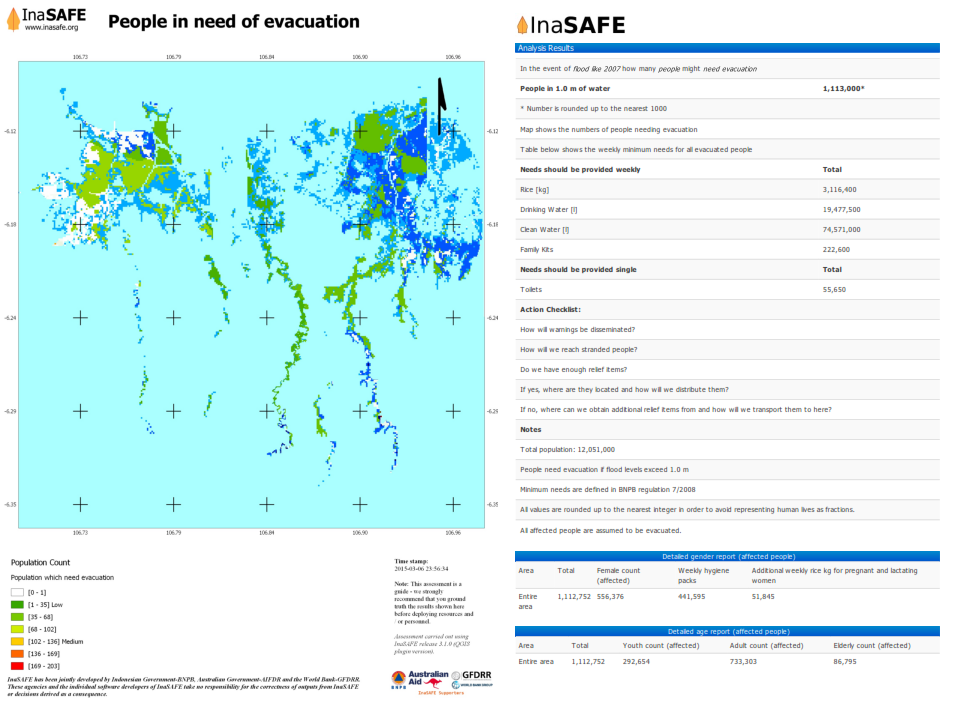 InaSAFE
www.inasafe.org
People in need of evacuation
106.73 106.79 106.84 106.90 106.96
-6.12 -6.12
-6.18 -6.18
-6.24 -6.24
-6.29 -6.29
-6.35 -6.35
106.73 106.79 106.84 106.90 106.96
Population Count
Population which need evacuation
[0 - 1]
[1 - 35] Low
[35 - 68]
[68 - 102]
[102 - 136] Medium
[136 - 169]
[169 - 203]
Time stamp:
2015-03-06 23:56:34
Note: This assessment is a
guide - we strongly
recommend that you ground
truth the results shown here
before deploying resources and
/ or personnel.
Assessment carried out using
InaSAFE release 3.1.0 (QGIS
plugin version).
BNPB
Australian
Aid
GFDRR
WORLD BANK GROUP
InaSAFE Supporters
InaSAFE has been jointly developed by Indonesian Government-BNPB, Australian Government-AIFDR and the World Bank-GFDRR.
These agencies and the individual software developers of InaSAFE take no responsibility for the correctness of outputs from InaSAFE
or decisions derived as a consequence.
InaSAFE
Analysis Results
In the event of flood like 2007 how many people might need evacuation
People in 1.0 m of water 1,113,000*
* Number is rounded up to the nearest 1000
Map shows the numbers of people needing evacuation
Table below shows the weekly minimum needs for all evacuated people
Needs should be provided weekly Total
Rice [kg] 3,116,400
Drinking Water [l] 19,477,500
Clean Water [l] 74,571,000
Family Kits 222,600
Needs should be provided single Total
Toilets 55,650
Action Checklist:
How will warnings be disseminated?
How will we reach stranded people?
Do we have enough relief items?
If yes, where are they located and how will we distribute them?
If no, where can we obtain additional relief items from and how will we transport them to here?
Notes
Total population: 12,051,000
People need evacuation if flood levels exceed 1.0 m
Minimum needs are defined in BNPB regulation 7/2008
All values are rounded up to the nearest integer in order to avoid representing human lives as fractions.
All affected people are assumed to be evacuated.
Detailed gender report (affected people)
Area Total Female count Weekly hygiene Additional weekly rice kg for pregnant and lactating
(affected) packs women
Entire 1,112,752 556,376 441,595 51,845
area
Detailed age report (affected people)
Area Total Youth count (affected) Adult count (affected) Elderly count (affected)
Entire area 1,112,752 292,654 733,303 86,795